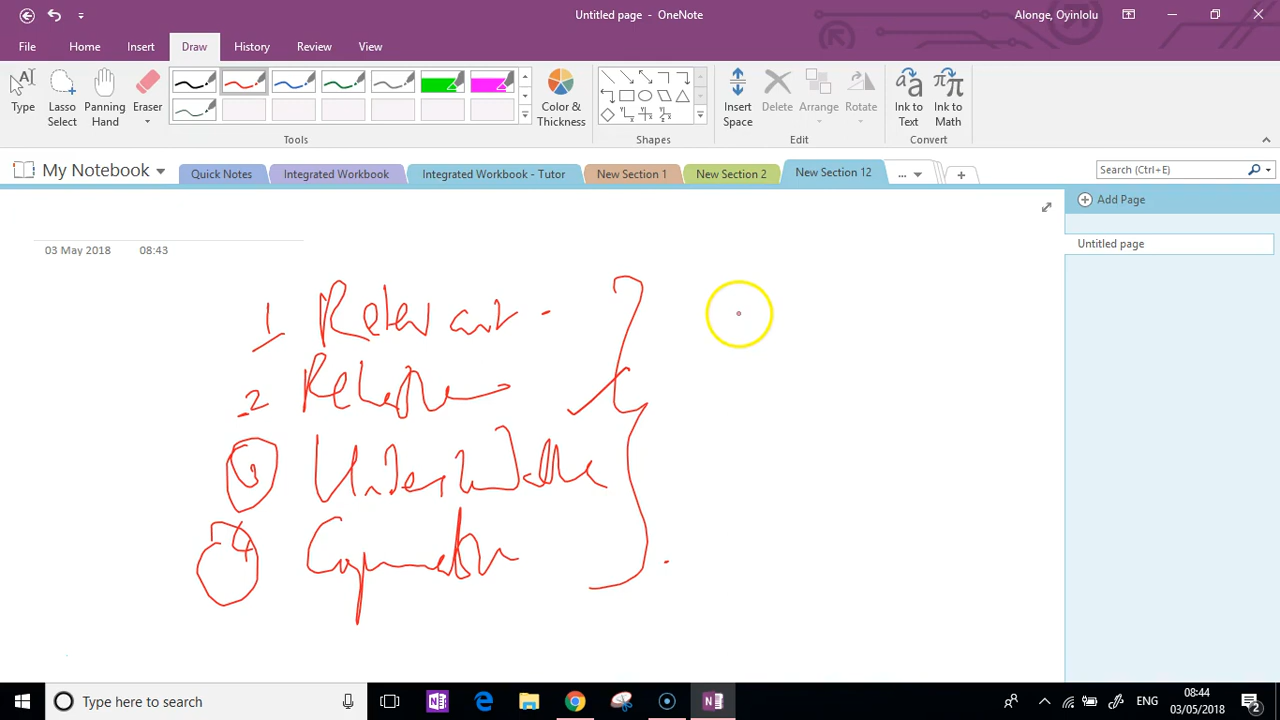 Untitled page - OneNote
Alonge, Oyinlolu
File Home Insert Draw History Review View
Type
Lasso Select
Panning Hand
Eraser
Color & Thickness
Insert Space
Delete
Arrange
Rotate
Ink to Text
Ink to Math
Tools
Shapes
Edit
Convert
My Notebook
Quick Notes
Integrated Workbook
Integrated Workbook - Tutor
New Section 1
New Section 2
New Section 12
...
Search (Ctrl+E)
Add Page
Untitled page
03 May 2018 08:43
1 Relevant
2
3
4
Type here to search
ENG
08:44
03/05/2018
2